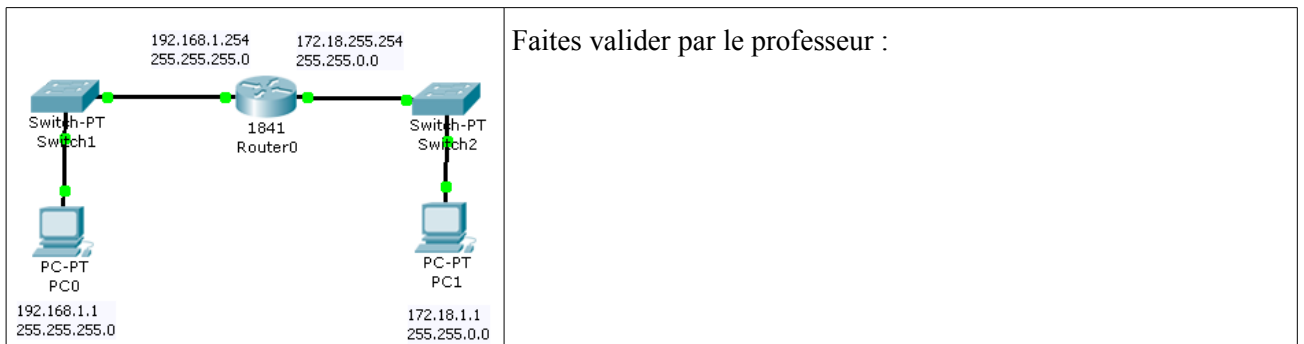 192.168.1.254
255.255.255.0
172.18.255.254
255.255.0.0
Faites valider par le professeur :
Switch-PT
Switch1
1841
Router0
Switch-PT
Switch2
PC-PT
PC0
PC-PT
PC1
192.168.1.1
255.255.255.0
172.18.1.1
255.255.0.0